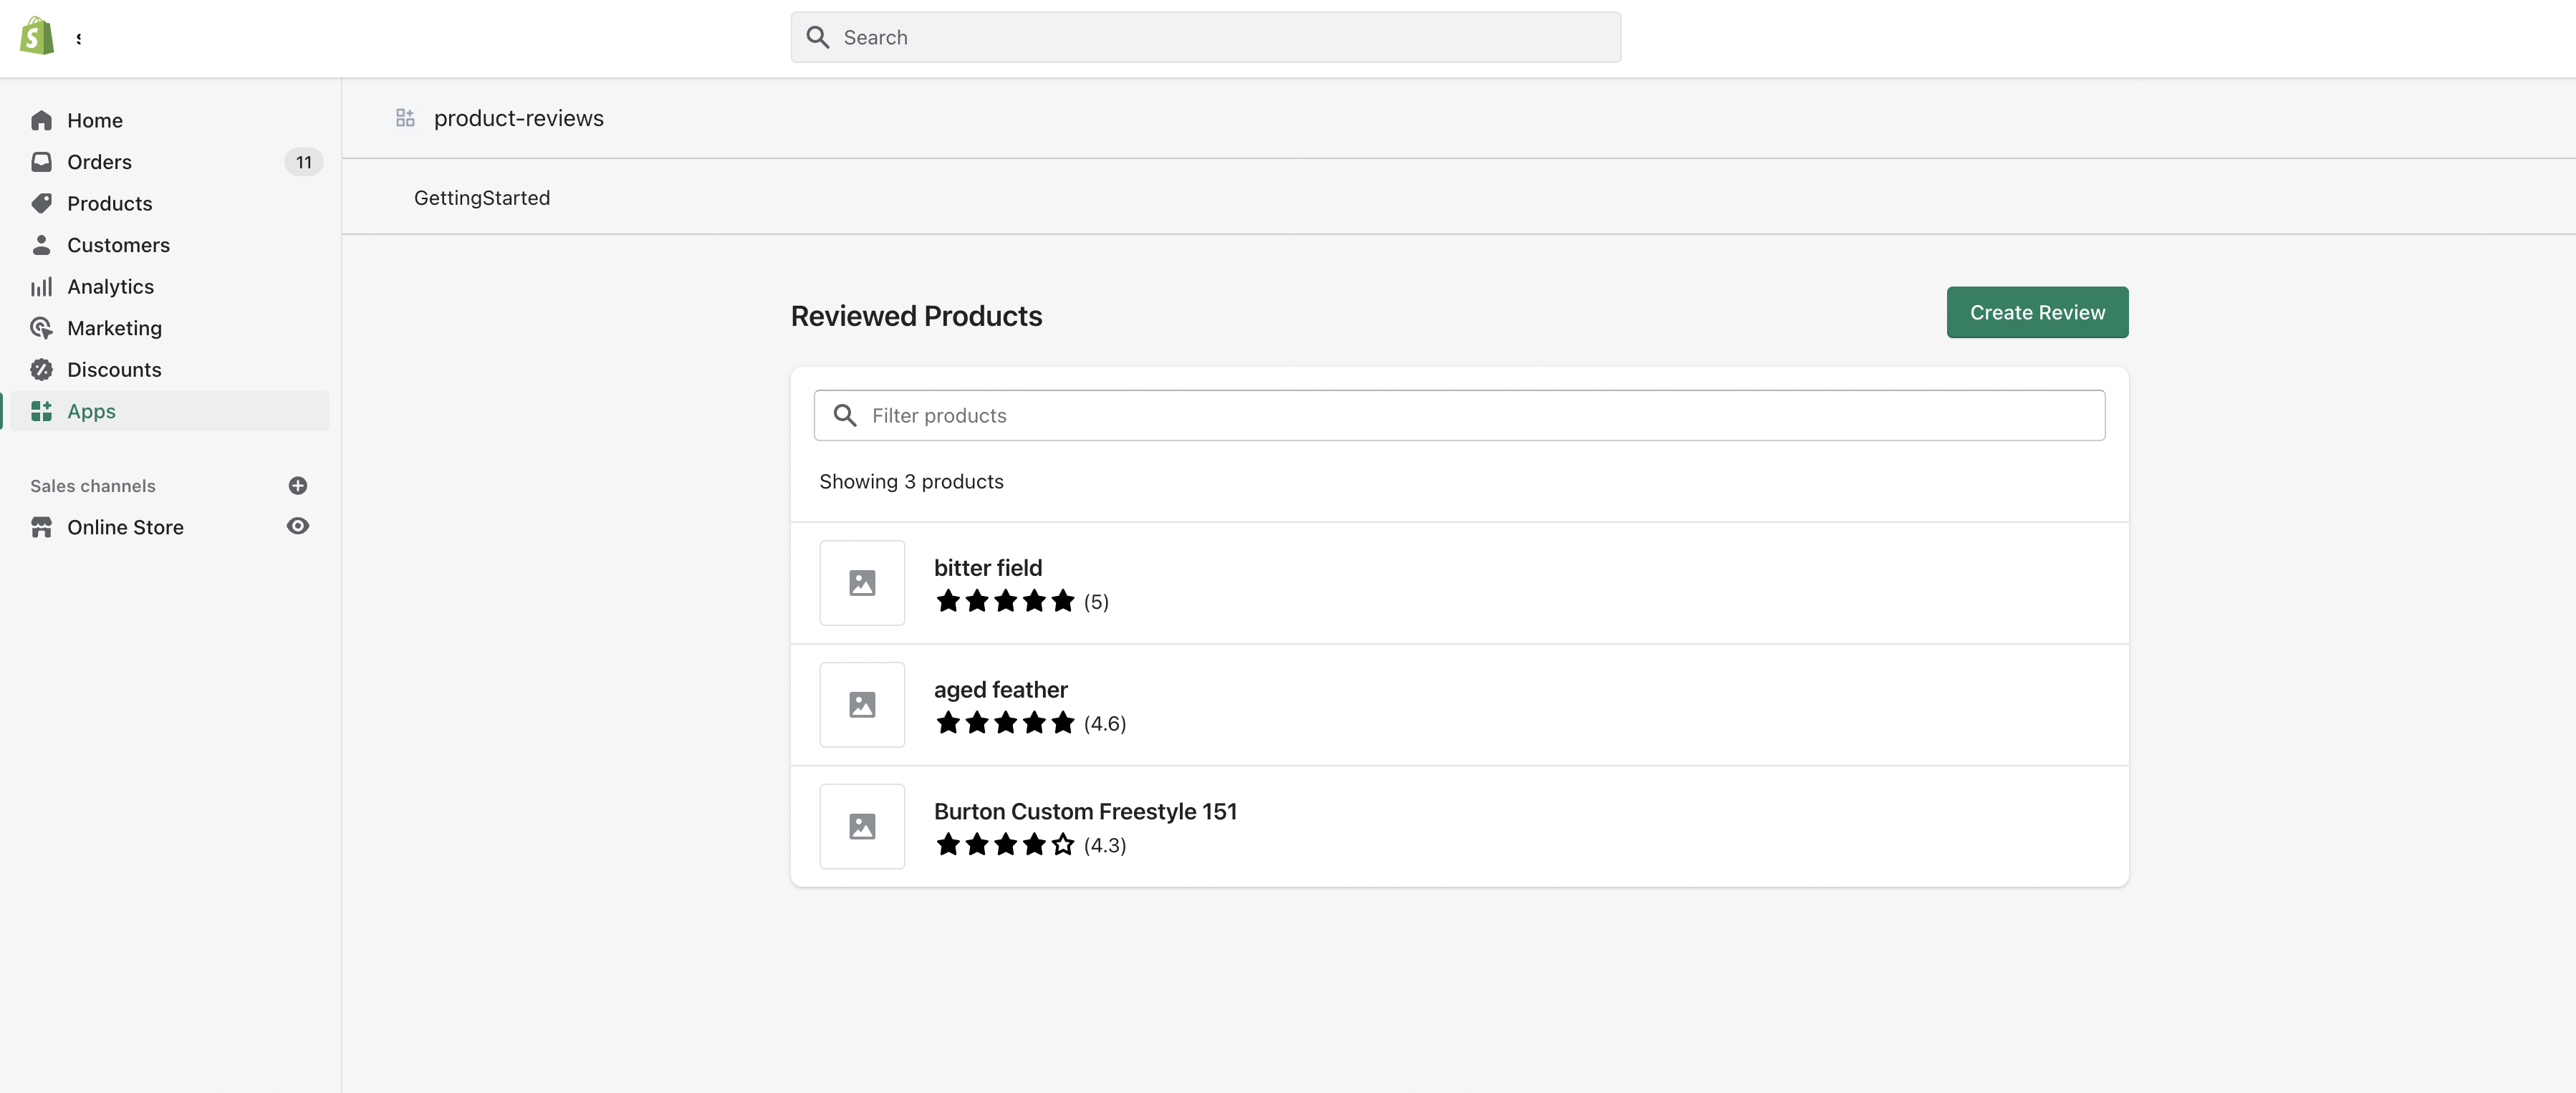 Search
Home
Orders 11
Products
Customers
Analytics
Marketing
Discounts
Apps
Sales channels
Online Store
product-reviews
GettingStarted
Reviewed Products
Create Review
Filter products
Showing 3 products
bitter field
(5)
aged feather
(4.6)
Burton Custom Freestyle 151
(4.3)